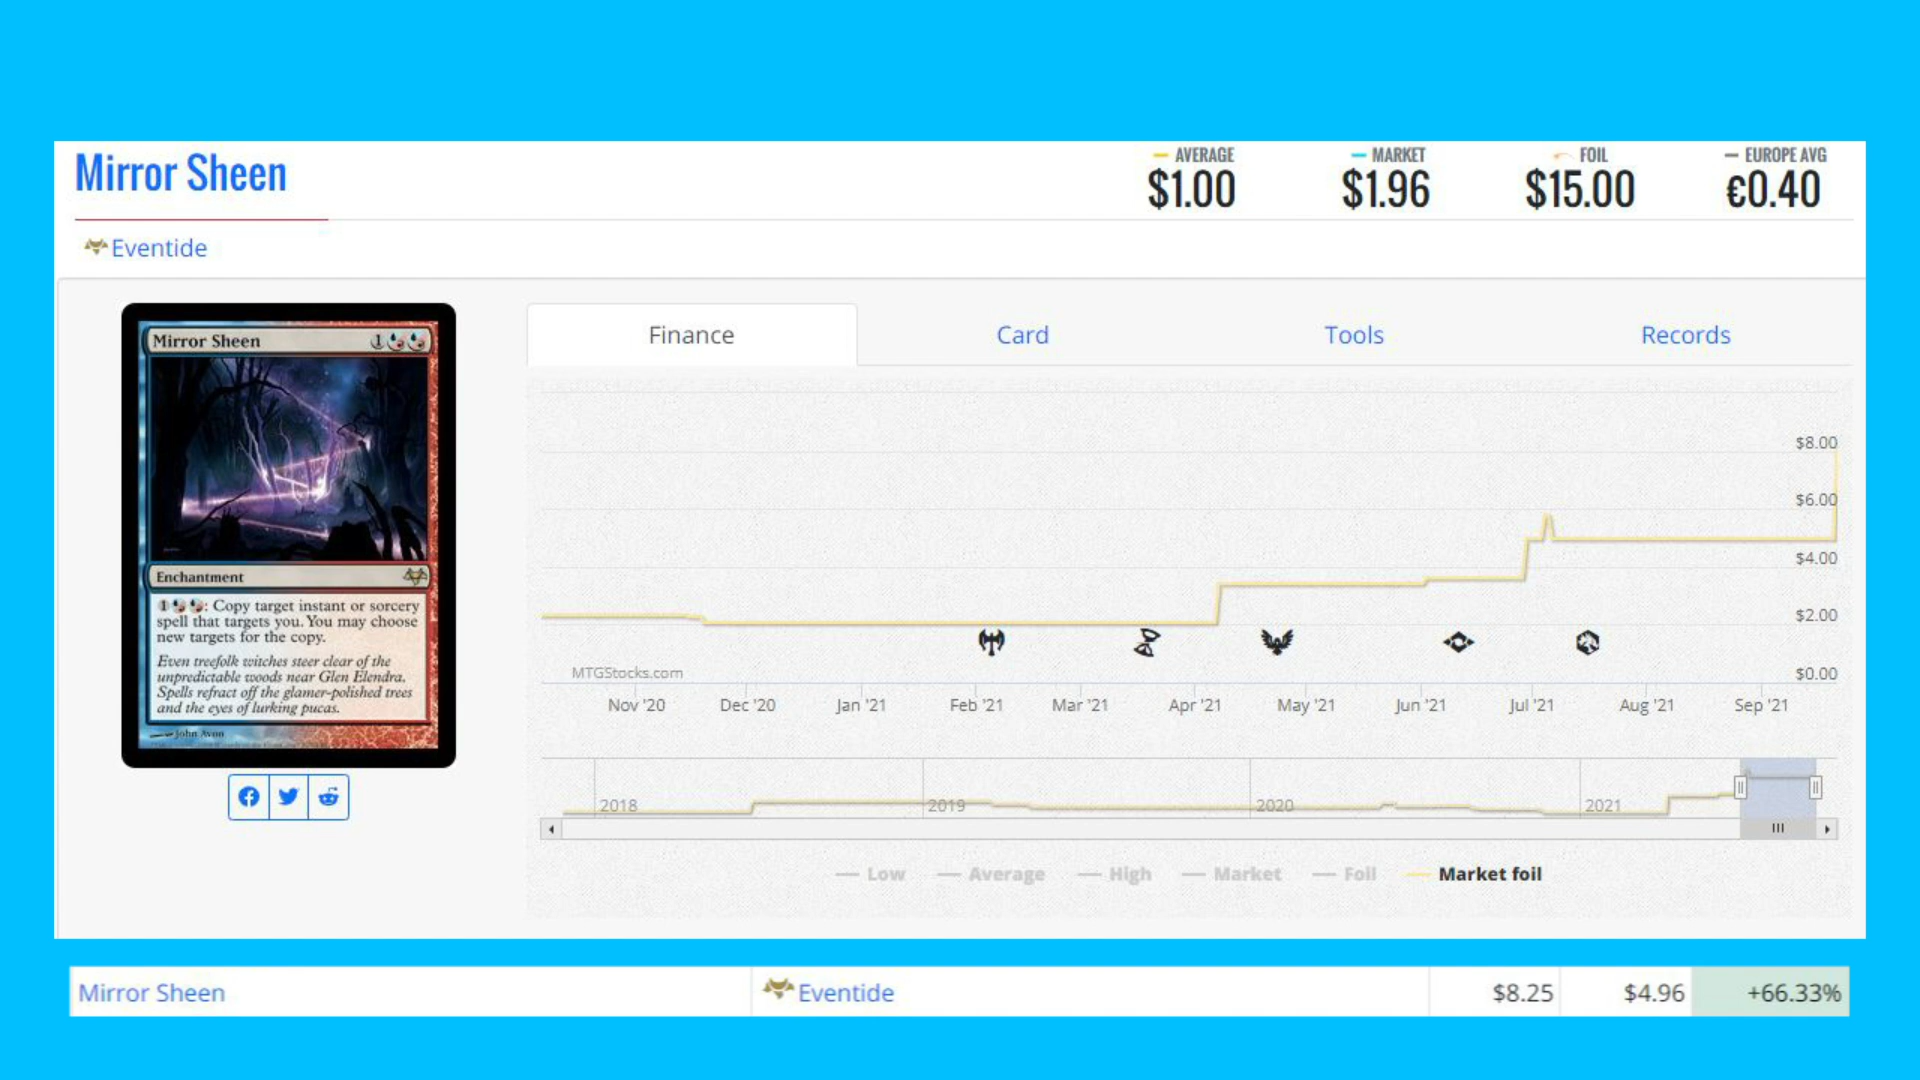 Mirror Sheen
AVERAGE
$1.00
MARKET
$1.96
FOIL
$15.00
EUROPE AVG
€0.40
Eventide
Mirror Sheen 1
Enchantment
1 : Copy target instant or sorcery
spell that targets you. You may choose
new targets for the copy.
Even treefolk witches steer clear of the
unpredictable woods near Glen Elendra.
Spells refract off the glamer-polished trees
and the eyes of lurking pucas.
John Avon
Finance Card Tools Records
$8.00
$6.00
$4.00
$2.00
$0.00
MTGStocks.com
Nov '20 Dec '20 Jan '21 Feb '21 Mar '21 Apr '21 May '21 Jun '21 Jul '21 Aug '21 Sep '21
2018 2019 2020 2021
Low Average High Market Foil Market foil
Mirror Sheen Eventide $8.25 $4.96 +66.33%